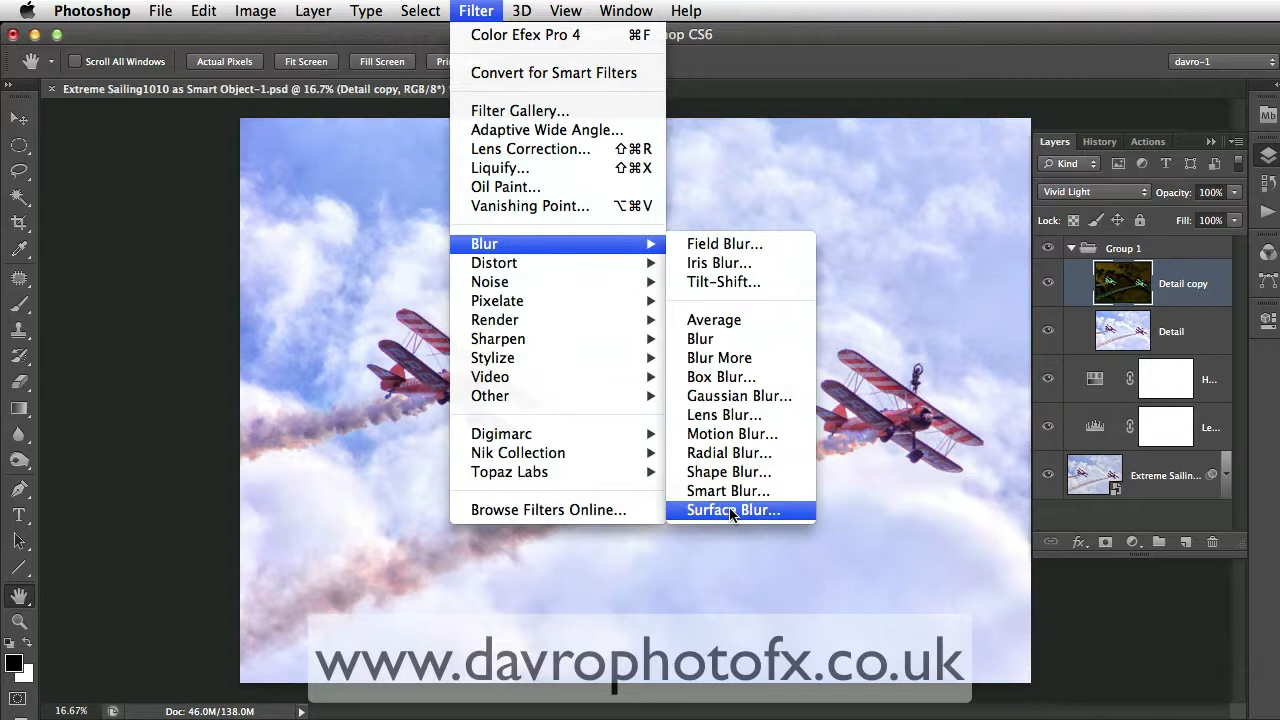 Photoshop File Edit Image Layer Type Select Filter 3D View Window Help
Color Efex Pro 4 ⌘F
Convert for Smart Filters
Filter Gallery...
Adaptive Wide Angle...
Lens Correction... ⇧⌘R
Liquify... ⇧⌘X
Oil Paint...
Vanishing Point... ⌥⌘V
Blur
Distort
Noise
Pixelate
Render
Sharpen
Stylize
Video
Other
Digimarc
Nik Collection
Topaz Labs
Browse Filters Online...
Field Blur...
Iris Blur...
Tilt-Shift...
Average
Blur
Blur More
Box Blur...
Gaussian Blur...
Lens Blur...
Motion Blur...
Radial Blur...
Shape Blur...
Smart Blur...
Surface Blur...
op CS6
Scroll All Windows Actual Pixels Fit Screen Fill Screen Prin davro-1
Extreme Sailing1010 as Smart Object-1.psd @ 16.7% (Detail copy, RGB/8*)
Mb
Layers History Actions
Kind
Vivid Light Opacity: 100%
Lock: Fill: 100%
Group 1
Detail copy
Detail
H...
Le...
Extreme Sailin...
fx
www.davrophotofx.co.uk
16.67% Doc: 46.0M/138.0M